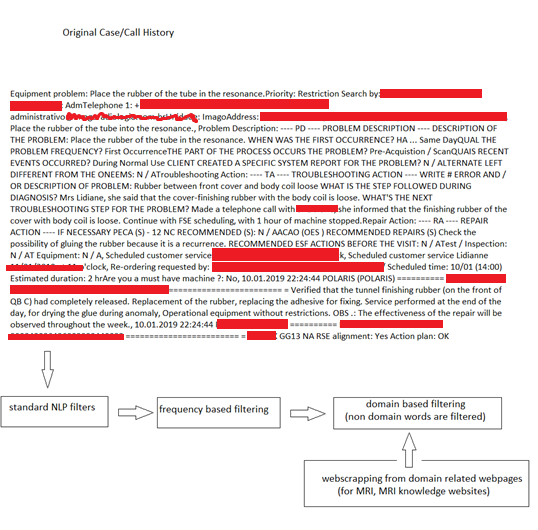 Original Case/Call History
Equipment problem: Place the rubber of the tube in the resonance.Priority: Restriction Search by:
: AdmTelephone 1: +
administrativo : ImagoAddress:
Place the rubber of the tube into the resonance., Problem Description: ---- PD ---- PROBLEM DESCRIPTION ---- DESCRIPTION OF
THE PROBLEM: Place the rubber of the tube in the resonance. WHEN WAS THE FIRST OCCURRENCE? HA ... Same DayQUAL THE
PROBLEM FREQUENCY? First OccurrenceTHE PART OF THE PROCESS OCCURS THE PROBLEM? Pre-Acquistion / ScanQUAIS RECENT
EVENTS OCCURRED? During Normal Use CLIENT CREATED A SPECIFIC SYSTEM REPORT FOR THE PROBLEM? N / ALTERNATE LEFT
DIFFERENT FROM THE ONEEMS: N / ATroubleshooting Action: ---- TA ---- TROUBLESHOOTING ACTION ---- WRITE # ERROR AND /
OR DESCRIPTION OF PROBLEM: Rubber between front cover and body coil loose WHAT IS THE STEP FOLLOWED DURING
DIAGNOSIS? Mrs Lidiane, she said that the cover-finishing rubber with the body coil is loose. WHAT'S THE NEXT
TROUBLESHOOTING STEP FOR THE PROBLEM? Made a telephone call with she informed that the finishing rubber of the
cover with body coil is loose. Continue with FSE scheduling, with 1 hour of machine stopped.Repair Action: ---- RA ---- REPAIR
ACTION ---- IF NECESSARY PECA (S) - 12 NC RECOMMENDED (S): N / AACAO (OES ) RECOMMENDED REPAIRS (S) Check the
possibility of gluing the rubber because it is a recurrence. RECOMMENDED ESF ACTIONS BEFORE THE VISIT: N / ATest / Inspection:
N / AT Equipment: N / A, Scheduled customer service k, Scheduled customer service Lidianne
'clock, Re-ordering requested by: ' Scheduled time: 10/01 (14:00)
Estimated duration: 2 hrAre you a must have machine ?: No, 10.01.2019 22:24:44 POLARIS (POLARIS) ==========
======================== = Verified that the tunnel finishing rubber (on the front of
QB C) had completely released. Replacement of the rubber, replacing the adhesive for fixing. Service performed at the end of the
day, for drying the glue during anomaly, Operational equipment without restrictions. OBS .: The effectiveness of the repair will be
observed throughout the week., 10.01.2019 22:24:44 ==========
======================== = GG13 NA RSE alignment: Yes Action plan: OK
standard NLP filters
frequency based filtering
domain based filtering
(non domain words are filtered)
webscrapping from domain related webpages
(for MRI, MRI knowledge websites)